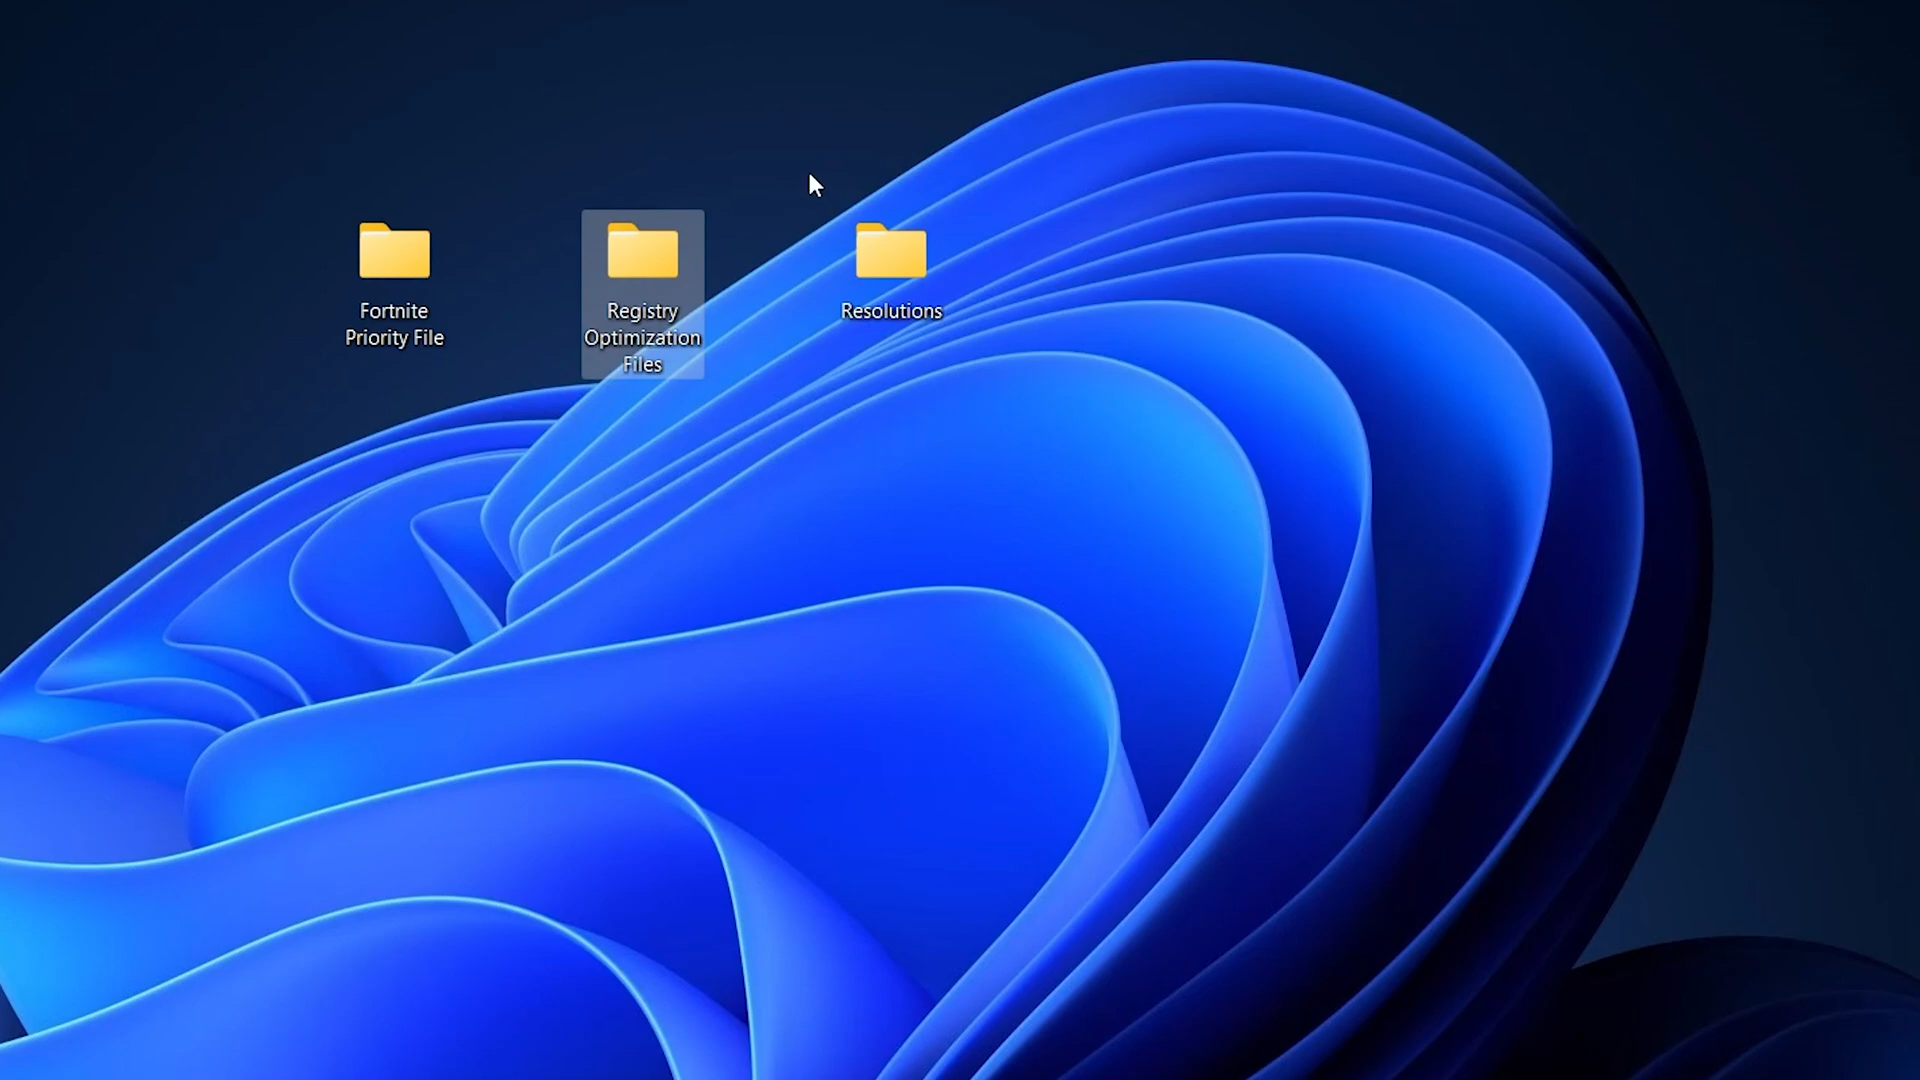 Fortnite
Priority File
Registry
Optimization
Files
Resolutions